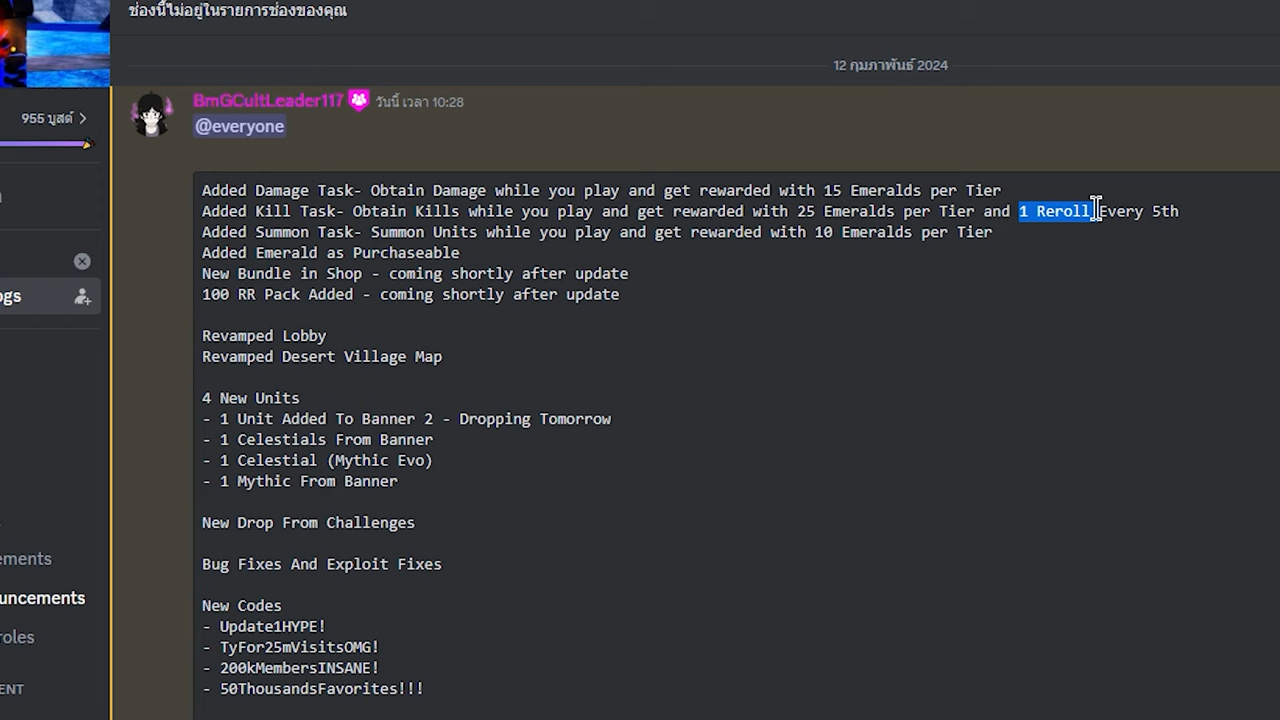 ช่องนี้ไม่อยู่ในรายการช่องของคุณ
12 กุมภาพันธ์ 2024
955 บูสต์
BmGCultLeader117 วันนี้ เวลา 10:28
@everyone
Added Damage Task- Obtain Damage while you play and get rewarded with 15 Emeralds per Tier
Added Kill Task- Obtain Kills while you play and get rewarded with 25 Emeralds per Tier and 1 Reroll Every 5th
Added Summon Task- Summon Units while you play and get rewarded with 10 Emeralds per Tier
Added Emerald as Purchaseable
New Bundle in Shop - coming shortly after update
100 RR Pack Added - coming shortly after update
Revamped Lobby
Revamped Desert Village Map
4 New Units
- 1 Unit Added To Banner 2 - Dropping Tomorrow
- 1 Celestials From Banner
- 1 Celestial (Mythic Evo)
- 1 Mythic From Banner
New Drop From Challenges
Bug Fixes And Exploit Fixes
New Codes
- Update1HYPE!
- TyFor25mVisitsOMG!
- 200kMembersINSANE!
- 50ThousandsFavorites!!!
ogs
ements
uncements
roles
ENT